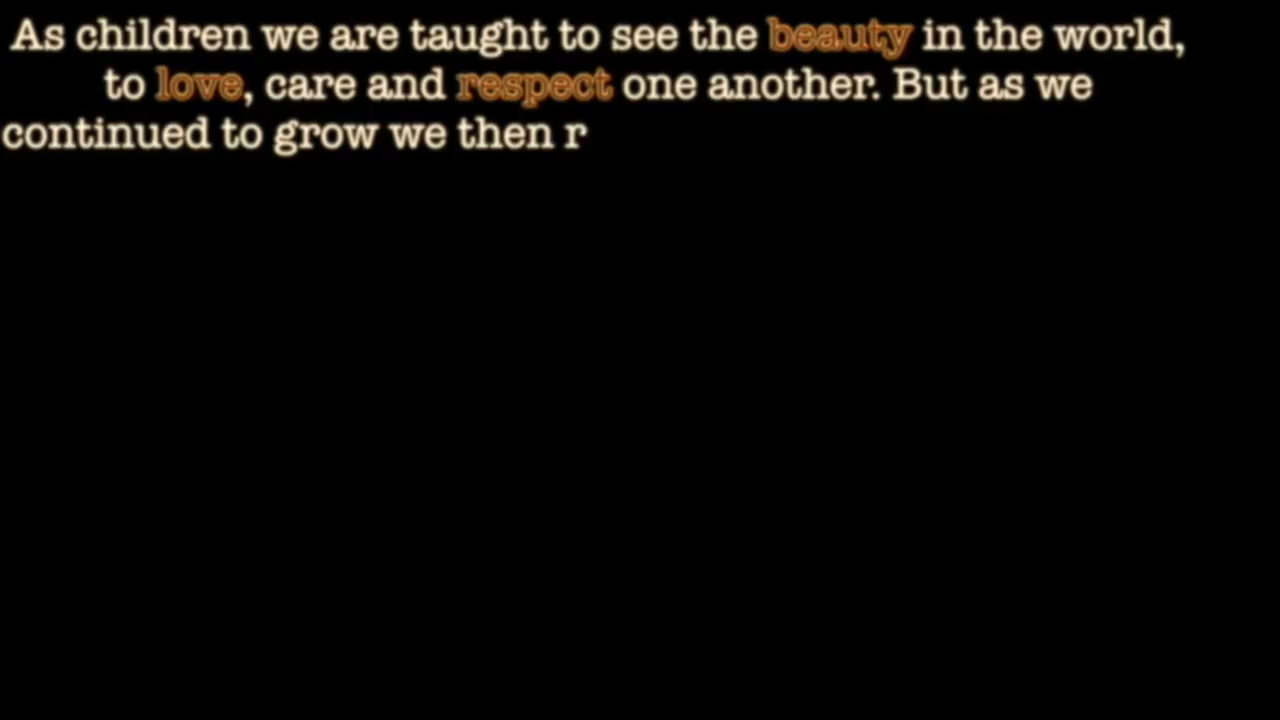 As children we are taught to see the beauty in the world,
to love, care and respect one another. But as we
continued to grow we then r